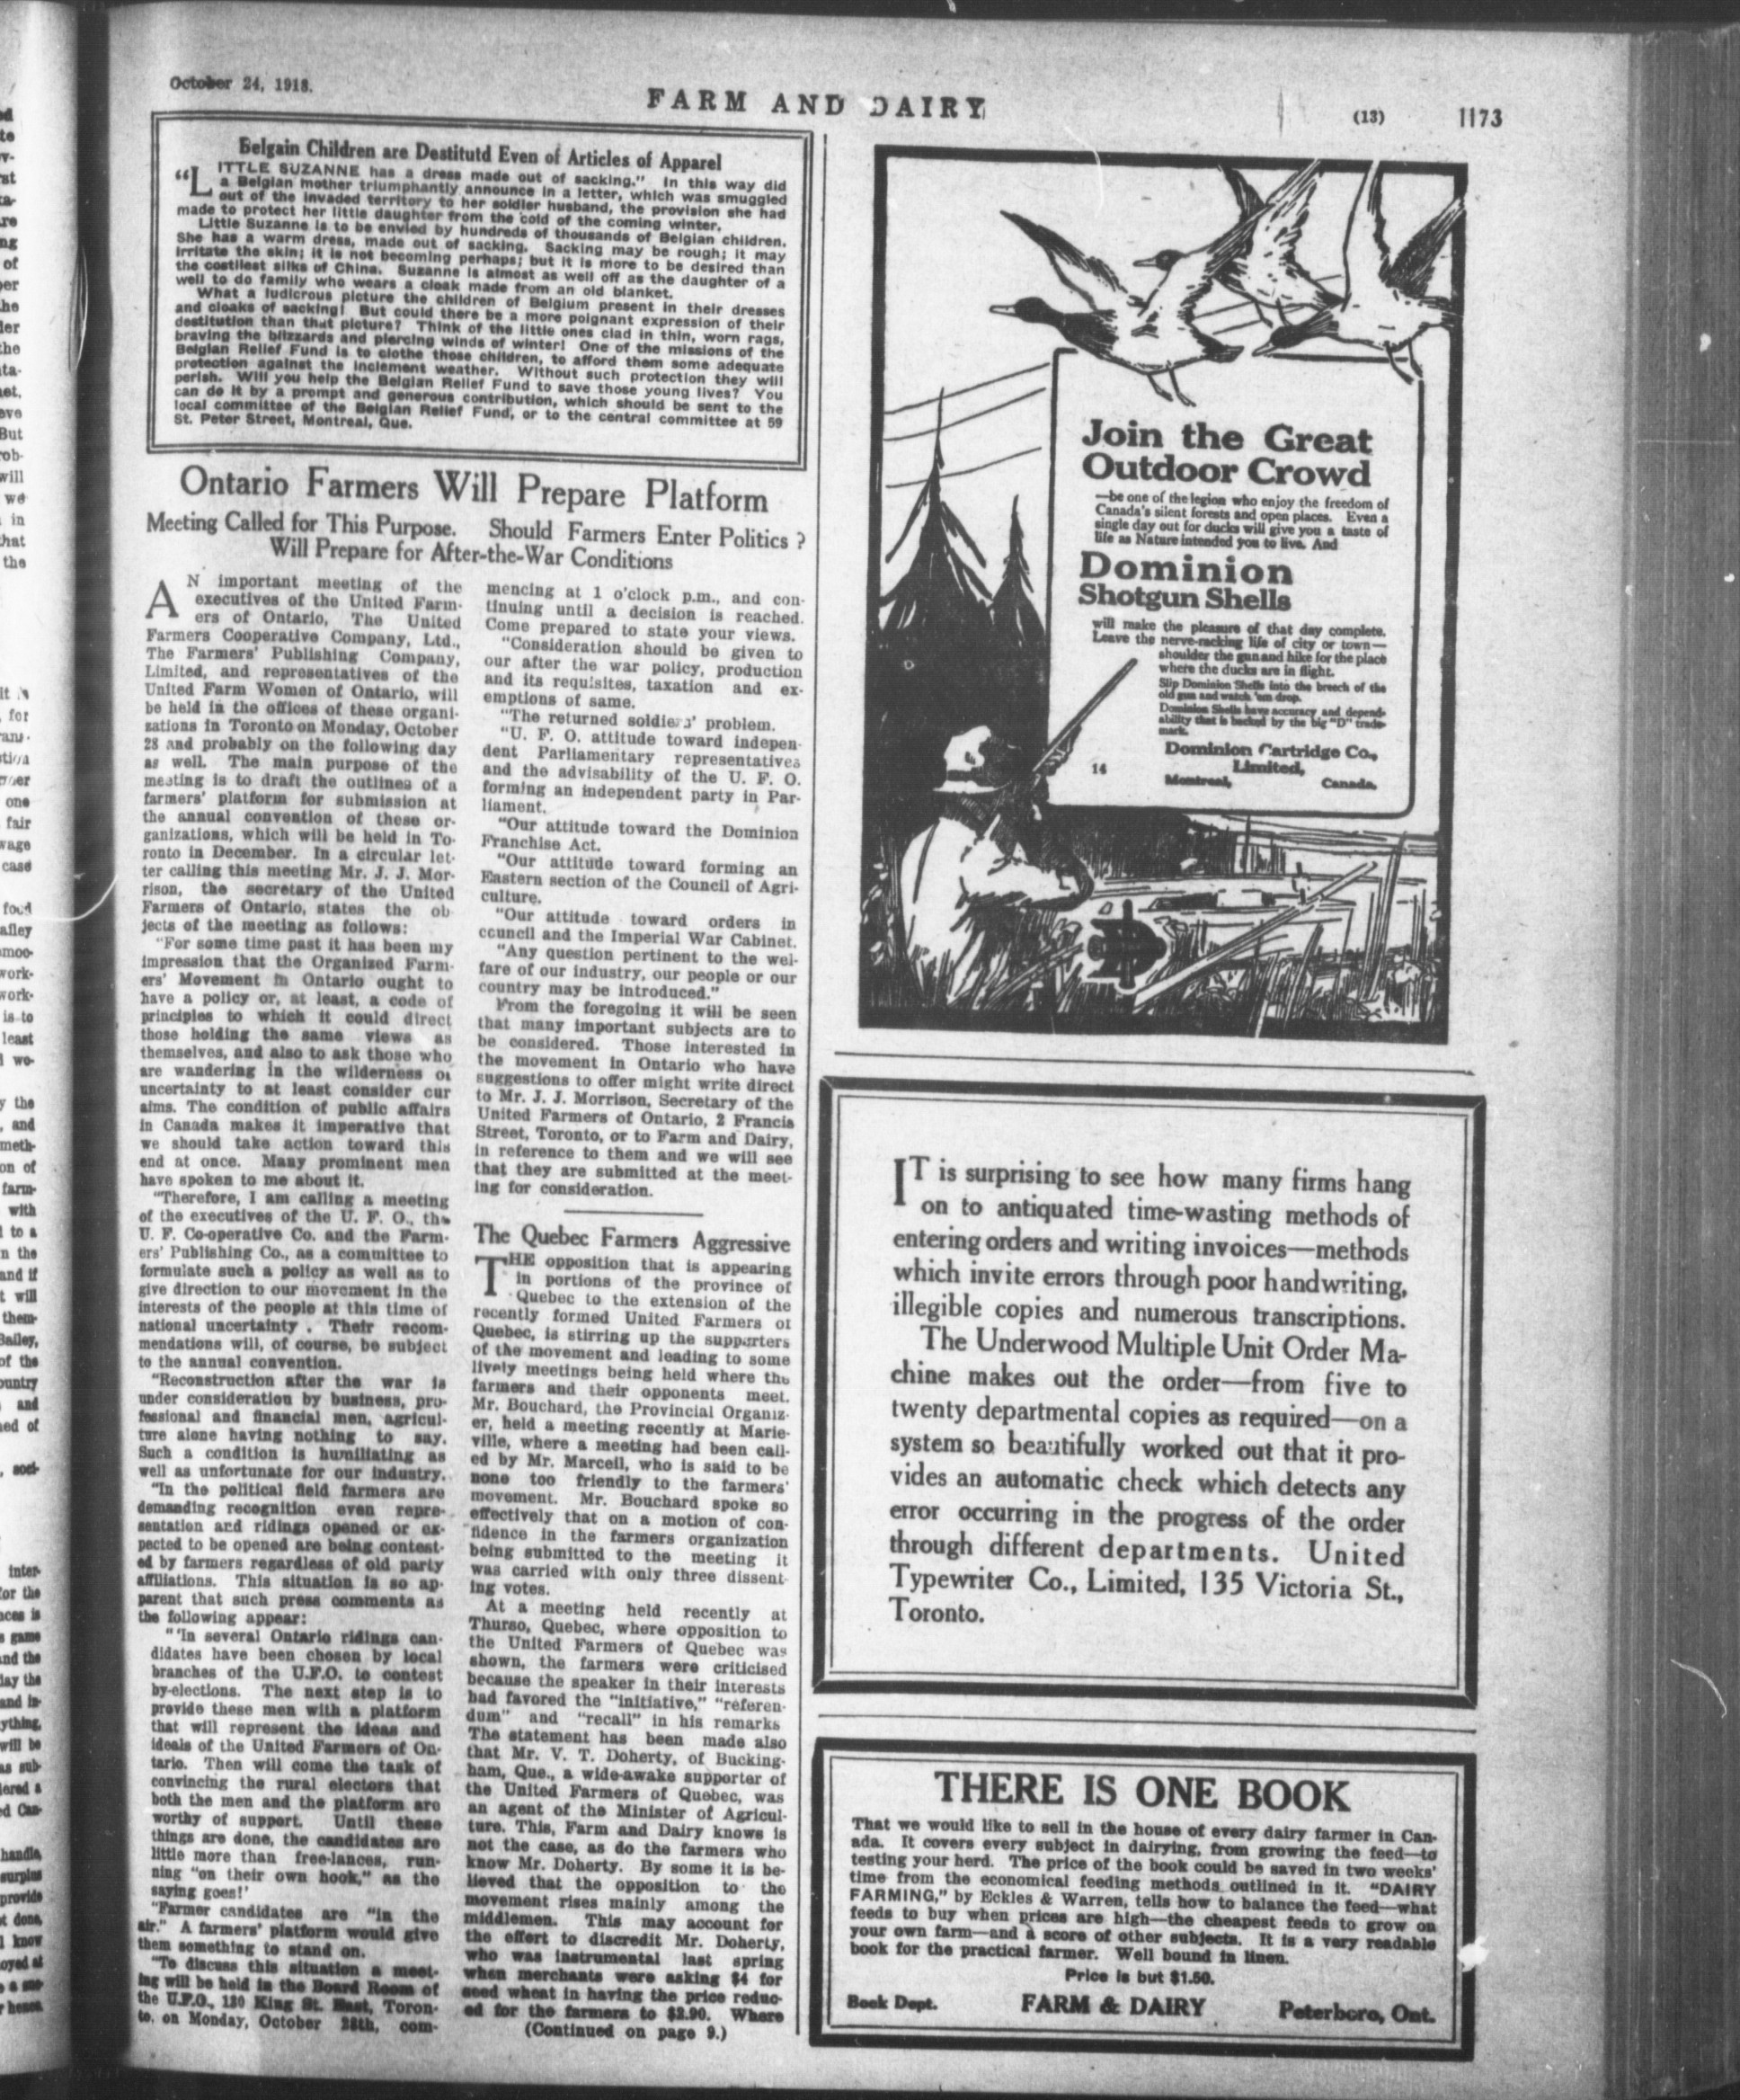 October 24, 1918.
FARM AND DAIRY
(13)
1173
Belgain Children are Destitutd Even of Articles of Apparel
"LITTLE SUZANNE has a dress made out of sacking." In this way did
a Belgian mother triumphantly announce in a letter, which was smuggled
out of the invaded territory to her soldier husband, the provision she had
made to protect her little daughter from the cold of the coming winter.
Little Suzanne is to be envied by hundreds of thousands of Belgian children.
She has a warm dress, made out of sacking. Sacking may be rough; it may
irritate the skin; it is not becoming perhaps; but it is more to be desired than
the costliest silks of China. Suzanne is almost as well off as the daughter of a
well to do family who wears a cloak made from an old blanket.
What a ludicrous picture the children of Belgium present in their dresses
and cloaks of sacking! But could there be a more poignant expression of their
destitution than that picture? Think of the little ones clad in thin, worn rags,
braving the blizzards and piercing winds of winter! One of the missions of the
Belgian Relief Fund is to clothe those children, to afford them some adequate
protection against the inclement weather. Without such protection they will
perish. Will you help the Belgian Relief Fund to save those young lives? You
can do it by a prompt and generous contribution, which should be sent to the
local committee of the Belgian Relief Fund, or to the central committee at 59
St. Peter Street, Montreal, Que.
Ontario Farmers Will Prepare Platform
Meeting Called for This Purpose. Should Farmers Enter Politics ?
Will Prepare for After-the-War Conditions
AN important meeting of the
executives of the United Farm-
ers of Ontario, The United
Farmers Cooperative Company, Ltd.,
The Farmers' Publishing Company,
Limited, and representatives of the
United Farm Women of Ontario, will
be held in the offices of these organi-
zations in Toronto on Monday, October
28 and probably on the following day
as well. The main purpose of the
meeting is to draft the outlines of a
farmers' platform for submission at
the annual convention of these or-
ganizations, which will be held in To-
ronto in December. In a circular let-
ter calling this meeting Mr. J. J. Mor-
rison, the secretary of the United
Farmers of Ontario, states the ob
jects of the meeting as follows:
"For some time past it has been my
impression that the Organized Farm-
ers' Movement in Ontario ought to
have a policy or, at least, a code of
principles to which it could direct
those holding the same views as
themselves, and also to ask those who
are wandering in the wilderness of
uncertainty to at least consider our
aims. The condition of public affairs
in Canada makes it imperative that
we should take action toward this
end at once. Many prominent men
have spoken to me about it.
"Therefore, I am calling a meeting
of the executives of the U. F. O., the
U. F. Co-operative Co. and the Farm-
ers' Publishing Co., as a committee to
formulate such a policy as well as to
give direction to our movement in the
interests of the people at this time of
national uncertainty . Their recom-
mendations will, of course, be subject
to the annual convention.
"Reconstruction after the war is
under consideration by business, pro-
fessional and financial men, agricul-
ture alone having nothing to say.
Such a condition is humiliating as
well as unfortunate for our industry.
"In the political field farmers are
demanding recognition even repre-
sentation and ridings opened or ex-
pected to be opened are being contest-
ed by farmers regardless of old party
affiliations. This situation is so ap-
parent that such press comments as
the following appear:
"'In several Ontario ridings can-
didates have been chosen by local
branches of the U.F.O. to contest
by-elections. The next step is to
provide these men with a platform
that will represent the ideas and
ideals of the United Farmers of On-
tario. Then will come the task of
convincing the rural electors that
both the men and the platform are
worthy of support. Until these
things are done, the candidates are
little more than free-lances, run-
ning "on their own hook," as the
saying goes!'
"Farmer candidates are "in the
air." A farmers' platform would give
them something to stand on.
"To discuss this situation a meet-
ing will be held in the Board Room of
the U.F.O., 130 King St. East, Toron-
to, on Monday, October 28th, com-
mencing at 1 o'clock p.m., and con-
tinuing until a decision is reached.
Come prepared to state your views.
"Consideration should be given to
our after the war policy, production
and its requisites, taxation and ex-
emptions of same.
"The returned soldiers' problem.
"U. F. O. attitude toward indepen-
dent Parliamentary representatives
and the advisability of the U. F. O.
forming an independent party in Par-
liament.
"Our attitude toward the Dominion
Franchise Act.
"Our attitude toward forming an
Eastern section of the Council of Agri-
culture.
"Our attitude toward orders in
council and the Imperial War Cabinet.
"Any question pertinent to the wel-
fare of our industry, our people or our
country may be introduced."
From the foregoing it will be seen
that many important subjects are to
be considered. Those interested in
the movement in Ontario who have
suggestions to offer might write direct
to Mr. J. J. Morrison, Secretary of the
United Farmers of Ontario, 2 Francis
Street, Toronto, or to Farm and Dairy,
in reference to them and we will see
that they are submitted at the meet-
ing for consideration.
The Quebec Farmers Aggressive
THE opposition that is appearing
in portions of the province of
Quebec to the extension of the
recently formed United Farmers of
Quebec, is stirring up the supporters
of the movement and leading to some
lively meetings being held where the
farmers and their opponents meet.
Mr. Bouchard, the Provincial Organiz-
er, held a meeting recently at Marie-
ville, where a meeting had been call-
ed by Mr. Marcell, who is said to be
none too friendly to the farmers'
movement. Mr. Bouchard spoke so
effectively that on a motion of con-
fidence in the farmers organization
being submitted to the meeting it
was carried with only three dissent-
ing votes.
At a meeting held recently at
Thurso, Quebec, where opposition to
the United Farmers of Quebec was
shown, the farmers were criticised
because the speaker in their interests
had favored the "initiative," "referen-
dum" and "recall" in his remarks
The statement has been made also
that Mr. V. T. Doherty, of Bucking-
ham, Que., a wide-awake supporter of
the United Farmers of Quebec, was
an agent of the Minister of Agricul-
ture. This, Farm and Dairy knows is
not the case, as do the farmers who
know Mr. Doherty. By some it is be-
lieved that the opposition to the
movement rises mainly among the
middlemen. This may account for
the effort to discredit Mr. Doherty,
who was instrumental last spring
when merchants were asking $4 for
seed wheat in having the price reduc-
ed for the farmers to $2.90. Where
(Continued on page 9.)
Join the Great
Outdoor Crowd
—be one of the legion who enjoy the freedom of
Canada's silent forests and open places. Even a
single day out for ducks will give you a taste of
life as Nature intended you to live. And
Dominion
Shotgun Shells
will make the pleasure of that day complete.
Leave the nerve-racking life of city or town—
shoulder the gun and hike for the place
where the ducks are in flight.
Slip Dominion Shells into the breech of the
old gun and watch 'em drop.
Dominion Shells have accuracy and depend-
ability that is backed by the big "D" trade-
mark.
Dominion Cartridge Co.,
Limited,
14
Montreal, Canada.
IT is surprising to see how many firms hang
on to antiquated time-wasting methods of
entering orders and writing invoices—methods
which invite errors through poor handwriting,
illegible copies and numerous transcriptions.
The Underwood Multiple Unit Order Ma-
chine makes out the order—from five to
twenty departmental copies as required—on a
system so beautifully worked out that it pro-
vides an automatic check which detects any
error occurring in the progress of the order
through different departments. United
Typewriter Co., Limited, 135 Victoria St.,
Toronto.
THERE IS ONE BOOK
That we would like to sell in the house of every dairy farmer in Can-
ada. It covers every subject in dairying, from growing the feed—to
testing your herd. The price of the book could be saved in two weeks'
time from the economical feeding methods outlined in it. "DAIRY
FARMING," by Eckles & Warren, tells how to balance the feed—what
feeds to buy when prices are high—the cheapest feeds to grow on
your own farm—and a score of other subjects. It is a very readable
book for the practical farmer. Well bound in linen.
Price is but $1.50.
Book Dept. FARM & DAIRY Peterboro, Ont.